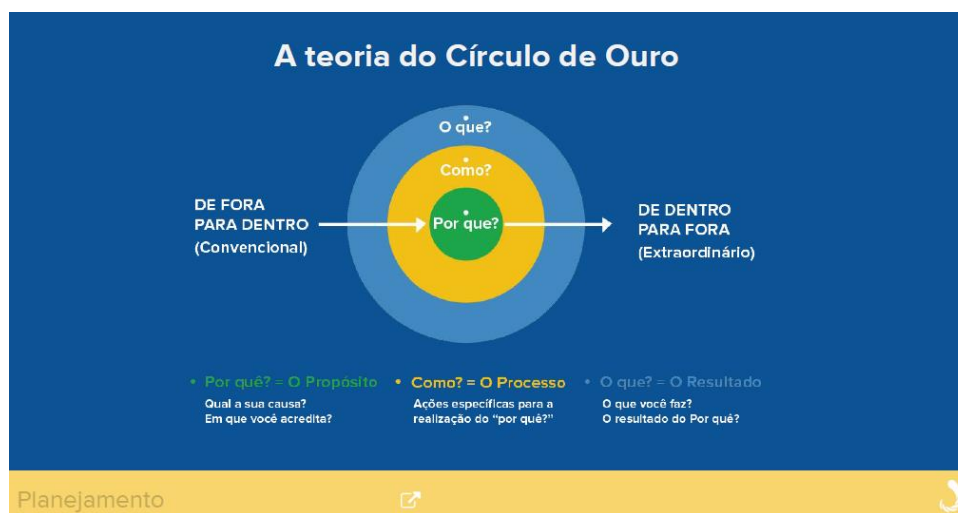 A teoria do Círculo de Ouro
O que?
Como?
Por que?
DE FORA
PARA DENTRO
(Convencional)
DE DENTRO
PARA FORA
(Extraordinário)
• Por quê? = O Propósito
Qual a sua causa?
Em que você acredita?
• Como? = O Processo
Ações específicas para a
realização do “por quê?”
• O que? = O Resultado
O que você faz?
O resultado do Por quê?
Planejamento